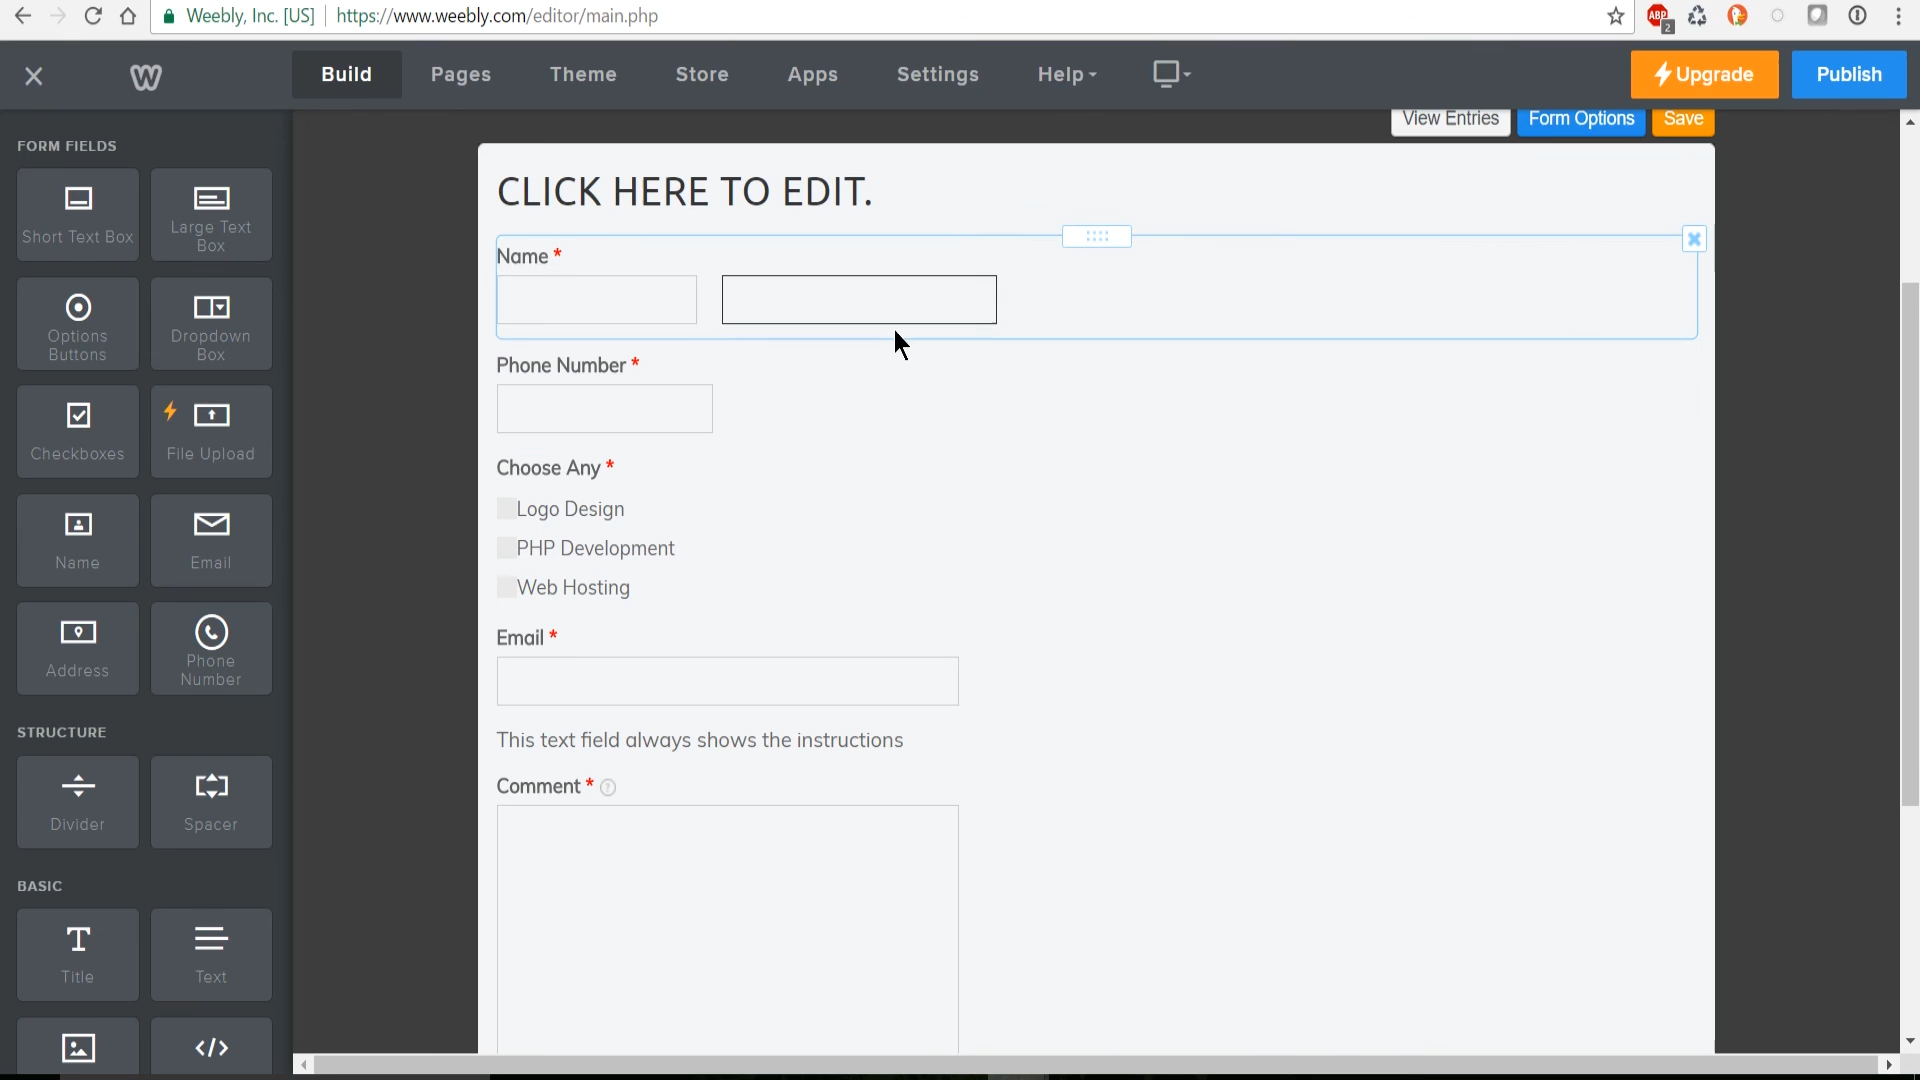 Weebly, Inc. [US] https://www.weebly.com/editor/main.php
ABP
2
W
Build
Pages
Theme
Store
Apps
Settings
Help
Upgrade
Publish
View Entries
Form Options
Save
FORM FIELDS
Short Text Box
Large Text
Box
Options
Buttons
Dropdown
Box
Checkboxes
File Upload
Name
Email
Address
Phone
Number
STRUCTURE
Divider
Spacer
BASIC
T
Title
Text
</>
CLICK HERE TO EDIT.
Name *
Phone Number *
Choose Any *
Logo Design
PHP Development
Web Hosting
Email *
This text field always shows the instructions
Comment * ?